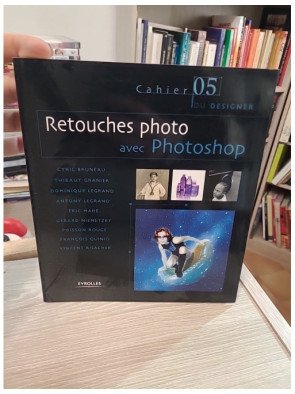 Cahier 05
DU DESIGNER
Retouches photo
avec Photoshop
CYRIL BRUNEAU
THIBAUT GRANIER
DOMINIQUE LEGRAND
ANTONY LEGRAND
ERIC MAHÉ
GÉRARD NIEMETZKY
POISSON ROUGE
FRANÇOIS QUINIO
VINCENT RISACHER
EYROLLES